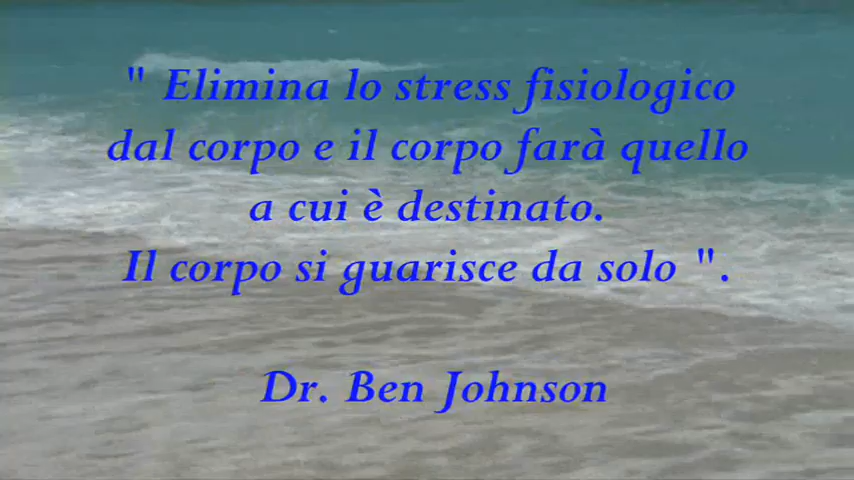 " Elimina lo stress fisiologico
dal corpo e il corpo farà quello
a cui è destinato.
Il corpo si guarisce da solo ".
Dr. Ben Johnson